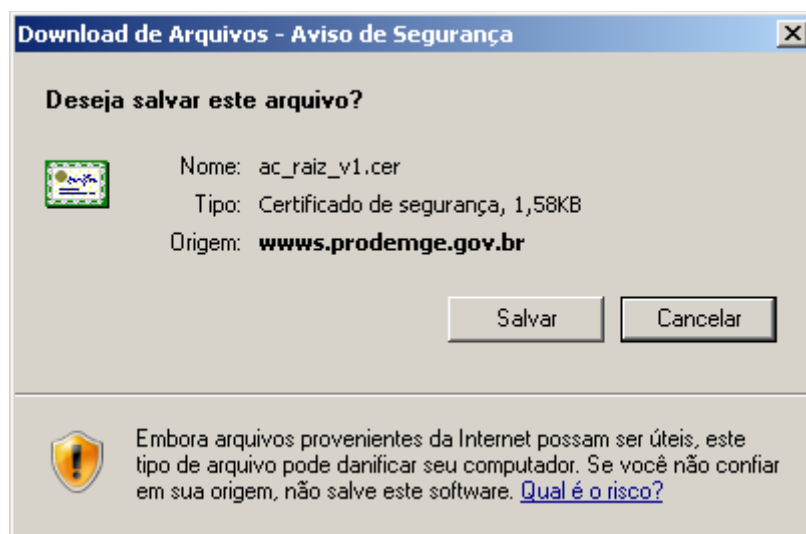 Download de Arquivos - Aviso de Segurança
Deseja salvar este arquivo?
Nome: ac_raiz_v1.cer
Tipo: Certificado de segurança, 1,58KB
Origem: wwws.prodemge.gov.br
Salvar Cancelar
Embora arquivos provenientes da Internet possam ser úteis, este
tipo de arquivo pode danificar seu computador. Se você não confiar
em sua origem, não salve este software. Qual é o risco?